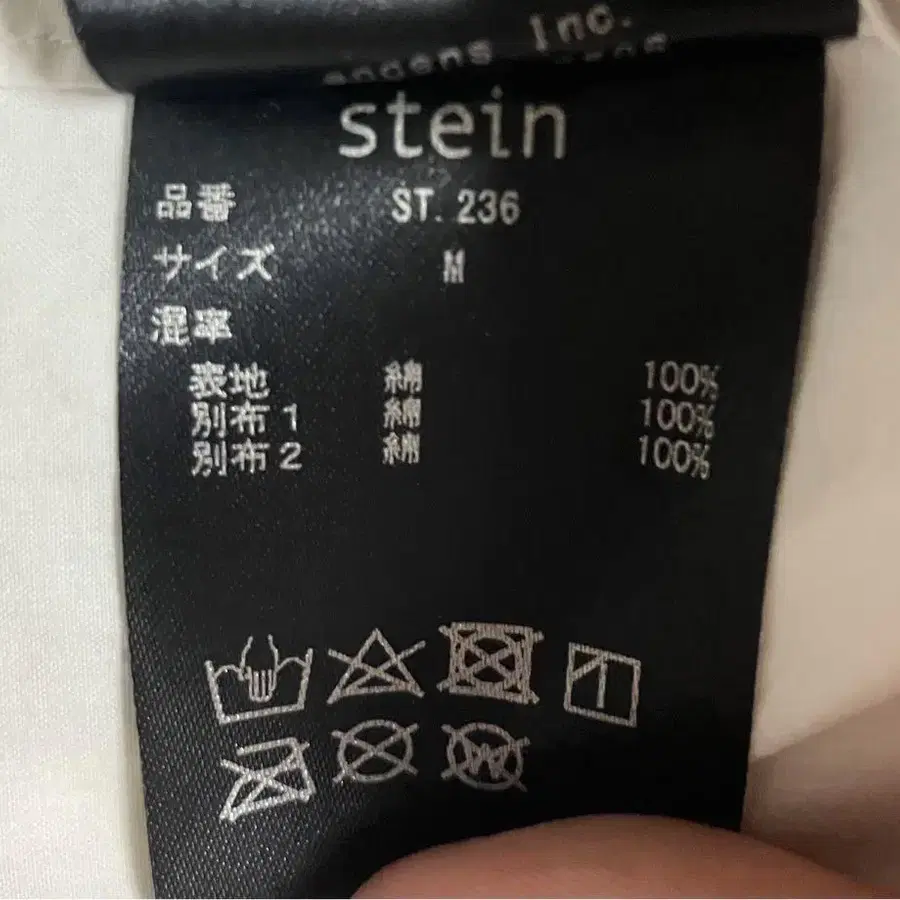 Inc.
stein
品番 ST.236
サイズ M
混率
表地 綿 100%
別布1 綿 100%
別布2 綿 100%